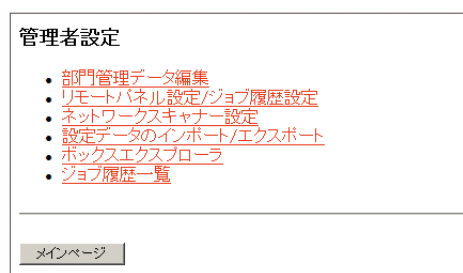 管理者設定
部門管理データ編集
リモートパネル設定/ジョブ履歴設定
ネットワークスキャナー設定
設定データのインポート/エクスポート
ボックスエクスプローラ
ジョブ履歴一覧
メインページ